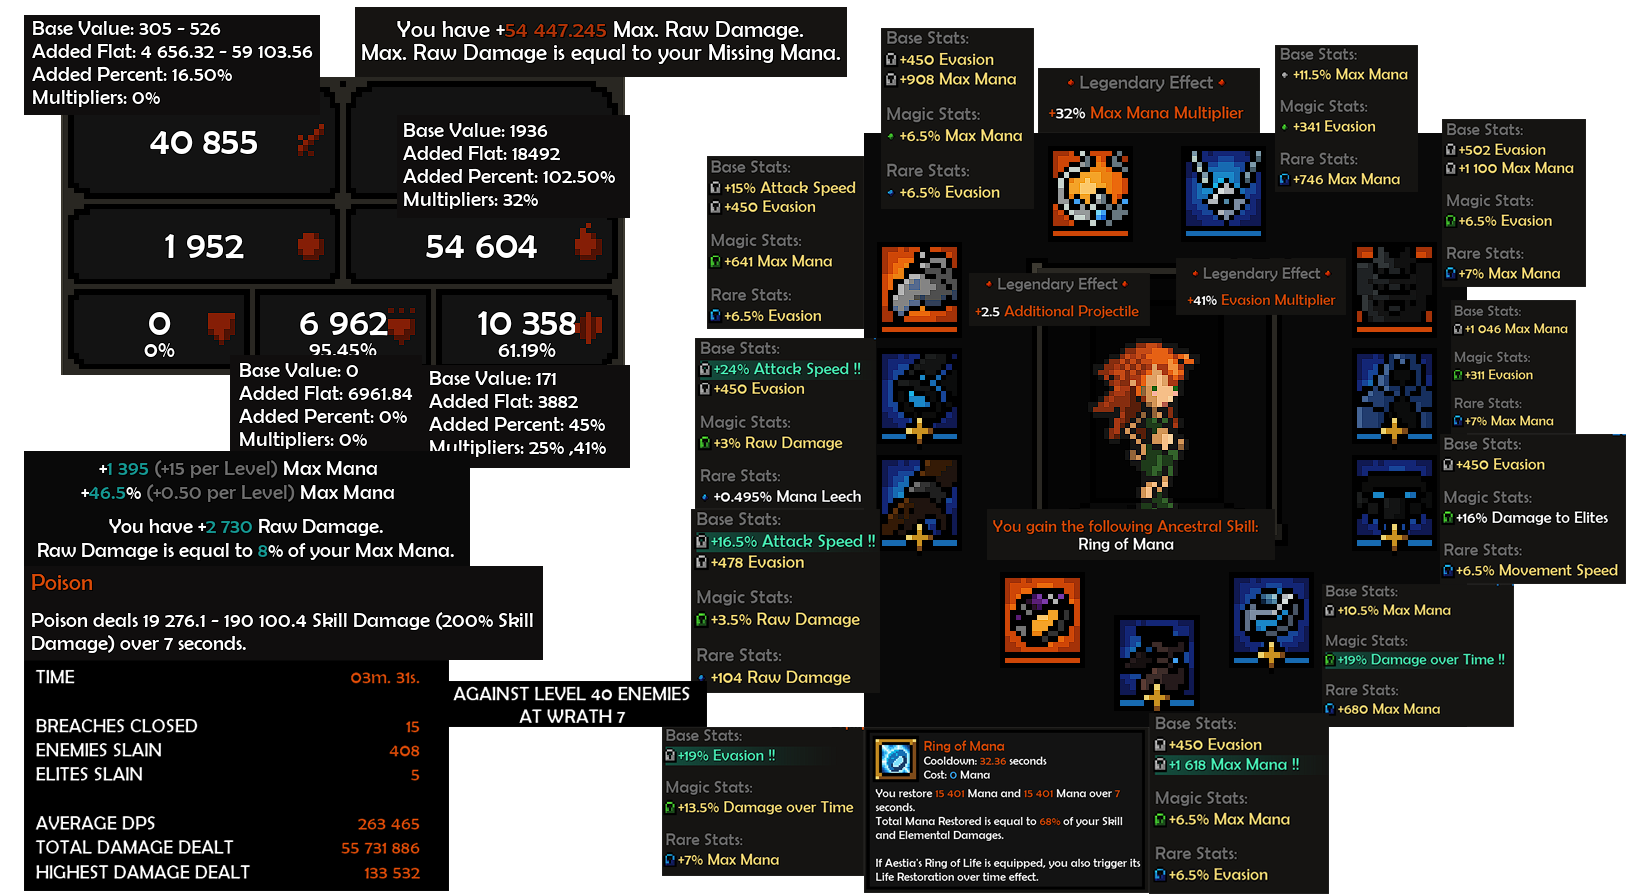 Base Value: 305 - 526
Added Flat: 4 656.32 - 59 103.56
Added Percent: 16.50%
Multipliers: 0%
You have +54 447.245 Max. Raw Damage.
Max. Raw Damage is equal to your Missing Mana.
40 855
Base Value: 1936
Added Flat: 18492
Added Percent: 102.50%
Multipliers: 32%
1 952
54 604
0
0%
6 962
95.45%
10 358
61.19%
Base Value: 0
Added Flat: 6961.84
Added Percent: 0%
Multipliers: 0%
Base Value: 171
Added Flat: 3882
Added Percent: 45%
Multipliers: 25% ,41%
+1 395 (+15 per Level) Max Mana
+46.5% (+0.50 per Level) Max Mana
You have +2 730 Raw Damage.
Raw Damage is equal to 8% of your Max Mana.
Poison
Poison deals 19 276.1 - 190 100.4 Skill Damage (200% Skill
Damage) over 7 seconds.
TIME 03m. 31s.
BREACHES CLOSED 15
ENEMIES SLAIN 408
ELITES SLAIN 5
AVERAGE DPS 263 465
TOTAL DAMAGE DEALT 55 731 886
HIGHEST DAMAGE DEALT 133 532
AGAINST LEVEL 40 ENEMIES
AT WRATH 7
Base Stats:
+450 Evasion
+908 Max Mana
Magic Stats:
+6.5% Max Mana
Rare Stats:
+6.5% Evasion
Legendary Effect
+32% Max Mana Multiplier
Base Stats:
+11.5% Max Mana
Magic Stats:
+341 Evasion
Rare Stats:
+746 Max Mana
Base Stats:
+15% Attack Speed
+450 Evasion
Magic Stats:
+641 Max Mana
Rare Stats:
+6.5% Evasion
Legendary Effect
+2.5 Additional Projectile
Legendary Effect
+41% Evasion Multiplier
Base Stats:
+502 Evasion
+1 100 Max Mana
Magic Stats:
+6.5% Evasion
Rare Stats:
+7% Max Mana
Base Stats:
+24% Attack Speed !!
+450 Evasion
Magic Stats:
+3% Raw Damage
Rare Stats:
+0.495% Mana Leech
Base Stats:
+1 046 Max Mana
Magic Stats:
+311 Evasion
Rare Stats:
+7% Max Mana
Base Stats:
+16.5% Attack Speed !!
+478 Evasion
Magic Stats:
+3.5% Raw Damage
Rare Stats:
+104 Raw Damage
Base Stats:
+450 Evasion
Magic Stats:
+16% Damage to Elites
Rare Stats:
+6.5% Movement Speed
You gain the following Ancestral Skill:
Ring of Mana
Base Stats:
+10.5% Max Mana
Magic Stats:
+19% Damage over Time !!
Rare Stats:
+680 Max Mana
Base Stats:
+19% Evasion !!
Magic Stats:
+13.5% Damage over Time
Rare Stats:
+7% Max Mana
Ring of Mana
Cooldown: 32.36 seconds
Cost: 0 Mana
You restore 15 401 Mana and 15 401 Mana over 7
seconds.
Total Mana Restored is equal to 68% of your Skill
and Elemental Damages.
If Aestia's Ring of Life is equipped, you also trigger its
Life Restoration over time effect.
Base Stats:
+450 Evasion
+1 618 Max Mana !!
Magic Stats:
+6.5% Max Mana
Rare Stats:
+6.5% Evasion